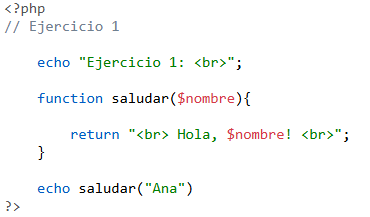 <?php
// Ejercicio 1
echo "Ejercicio 1: <br>";
function saludar($nombre){
return "<br> Hola, $nombre! <br>";
}
echo saludar("Ana")
?>